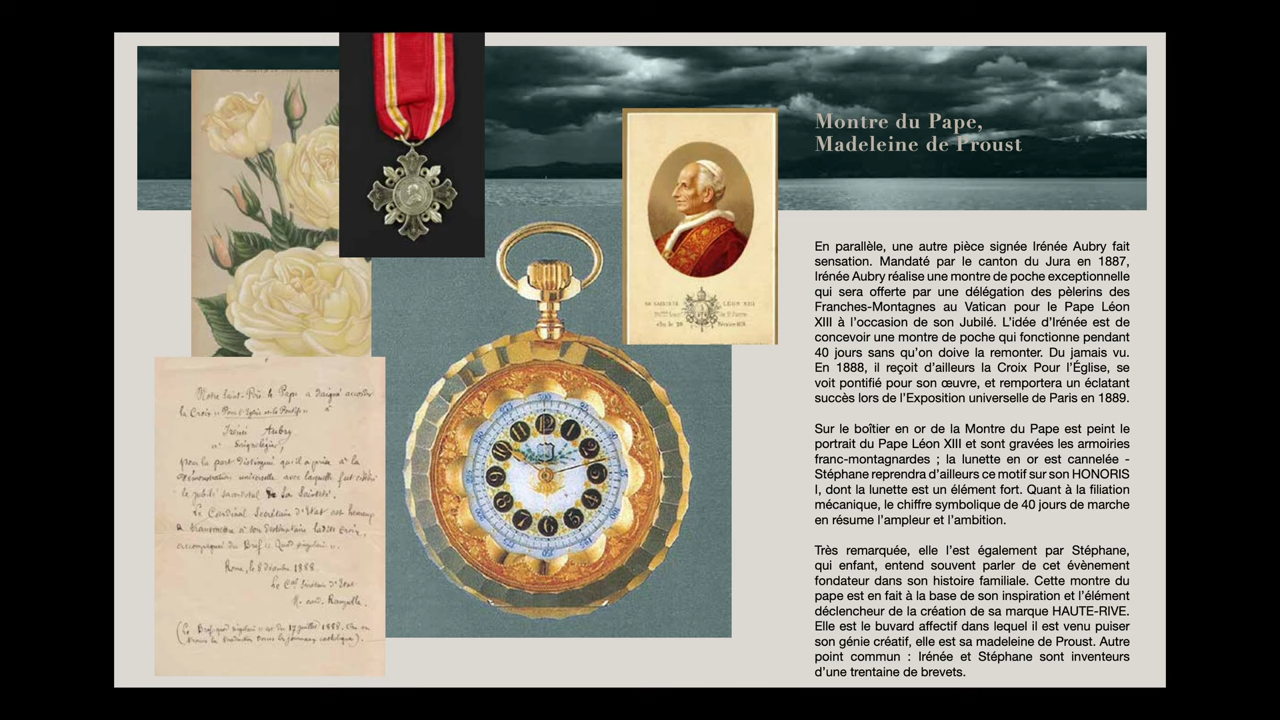 Montre du Pape,
Madeleine de Proust
En parallèle, une autre pièce signée Irénée Aubry fait
sensation. Mandaté par le canton du Jura en 1887,
Irénée Aubry réalise une montre de poche exceptionnelle
qui sera offerte par une délégation des pèlerins des
Franches-Montagnes au Vatican pour le Pape Léon
XIII à l’occasion de son Jubilé. L’idée d’Irénée est de
concevoir une montre de poche qui fonctionne pendant
40 jours sans qu’on doive la remonter. Du jamais vu.
En 1888, il reçoit d’ailleurs la Croix Pour l’Église, se
voit pontifié pour son œuvre, et remportera un éclatant
succès lors de l’Exposition universelle de Paris en 1889.
Sur le boîtier en or de la Montre du Pape est peint le
portrait du Pape Léon XIII et sont gravées les armoiries
franc-montagnardes ; la lunette en or est cannelée -
Stéphane reprendra d’ailleurs ce motif sur son HONORIS
I, dont la lunette est un élément fort. Quant à la filiation
mécanique, le chiffre symbolique de 40 jours de marche
en résume l’ampleur et l’ambition.
Très remarquée, elle l’est également par Stéphane,
qui enfant, entend souvent parler de cet évènement
fondateur dans son histoire familiale. Cette montre du
pape est en fait à la base de son inspiration et l’élément
déclencheur de la création de sa marque HAUTE-RIVE.
Elle est le buvard affectif dans lequel il est venu puiser
son génie créatif, elle est sa madeleine de Proust. Autre
point commun : Irénée et Stéphane sont inventeurs
d’une trentaine de brevets.
SA SAINTETÉ LÉON XIII
Notre Saint-Père le Pape a daigné accorder
la Croix « Pour l'Eglise et le Pontife »
à
Irénée Aubry
Saignelégier,
pour la part distinguée qu'il a prise à la
Démonstration universelle avec laquelle fut célébré
le jubilé sacerdotal de Sa Sainteté.
Le Cardinal Secrétaire d'Etat
transmettre à son destinataire ladite Croix,
accompagnée du Bref « Quod singulari ».
Rome, le 8 décembre 1888.
Le Cal Secrétaire d'Etat
M. card. Rampolla.
12